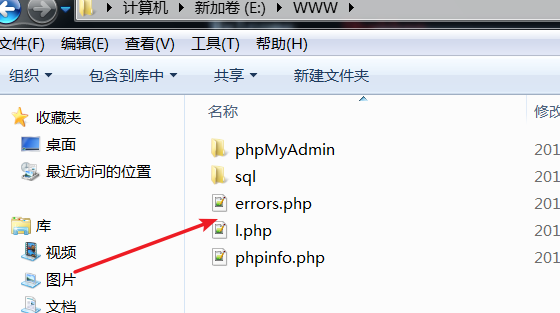 计算机 ▸ 新加卷 (E:) ▸ WWW ▸
文件(F) 编辑(E) 查看(V) 工具(T) 帮助(H)
组织 包含到库中 共享 新建文件夹
收藏夹
桌面
最近访问的位置
库
视频
图片
文档
名称 修改
phpMyAdmin 201
sql 201
errors.php 201
l.php 201
phpinfo.php 201